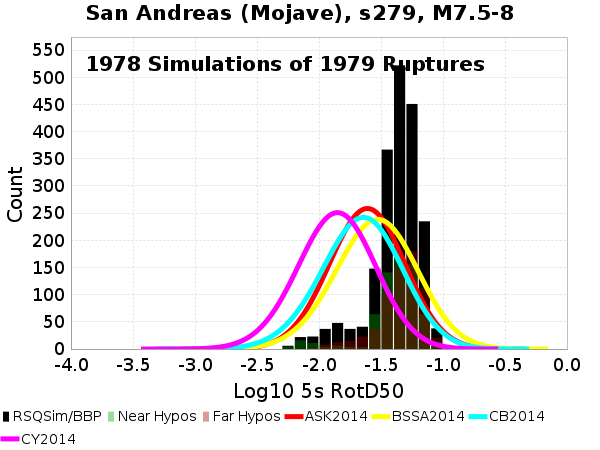 San Andreas (Mojave), s279, M7.5-8
1978 Simulations of 1979 Ruptures
Count
550
500
450
400
350
300
250
200
150
100
50
0
-4.0 -3.5 -3.0 -2.5 -2.0 -1.5 -1.0 -0.5 0.0
Log10 5s RotD50
RSQSim/BBP Near Hypos Far Hypos ASK2014 BSSA2014 CB2014
CY2014